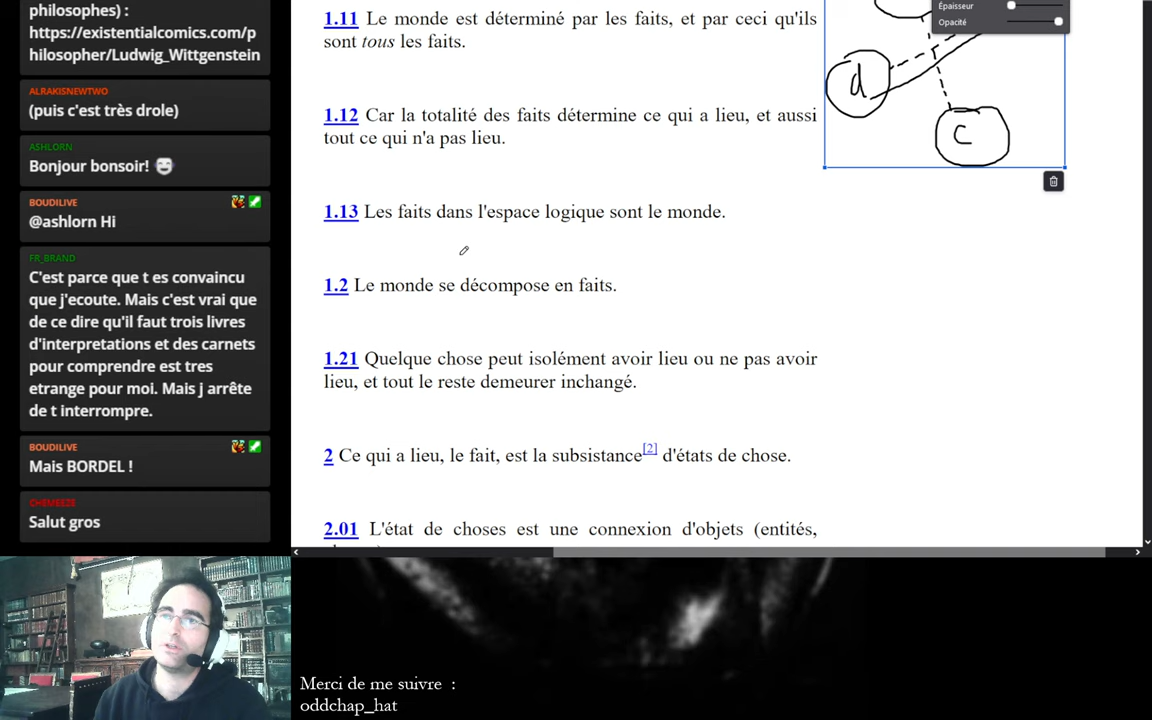 philosophes) :
https://existentialcomics.com/p
hilosopher/Ludwig_Wittgenstein
ALRAKISNEWTWO
(puis c'est très drole)
ASHLORN
Bonjour bonsoir!
BOUDILIVE
@ashlorn Hi
FR_BRAND
C'est parce que t es convaincu
que j'ecoute. Mais c'est vrai que
de ce dire qu'il faut trois livres
d'interpretations et des carnets
pour comprendre est tres
etrange pour moi. Mais j arrête
de t interrompre.
BOUDILIVE
Mais BORDEL !
CHEMEEZE
Salut gros
1.11 Le monde est déterminé par les faits, et par ceci qu'ils
sont tous les faits.
1.12 Car la totalité des faits détermine ce qui a lieu, et aussi
tout ce qui n'a pas lieu.
1.13 Les faits dans l'espace logique sont le monde.
1.2 Le monde se décompose en faits.
1.21 Quelque chose peut isolément avoir lieu ou ne pas avoir
lieu, et tout le reste demeurer inchangé.
2 Ce qui a lieu, le fait, est la subsistance[2] d'états de chose.
2.01 L'état de choses est une connexion d'objets (entités,
Épaisseur
Opacité
d
C
Merci de me suivre :
oddchap_hat